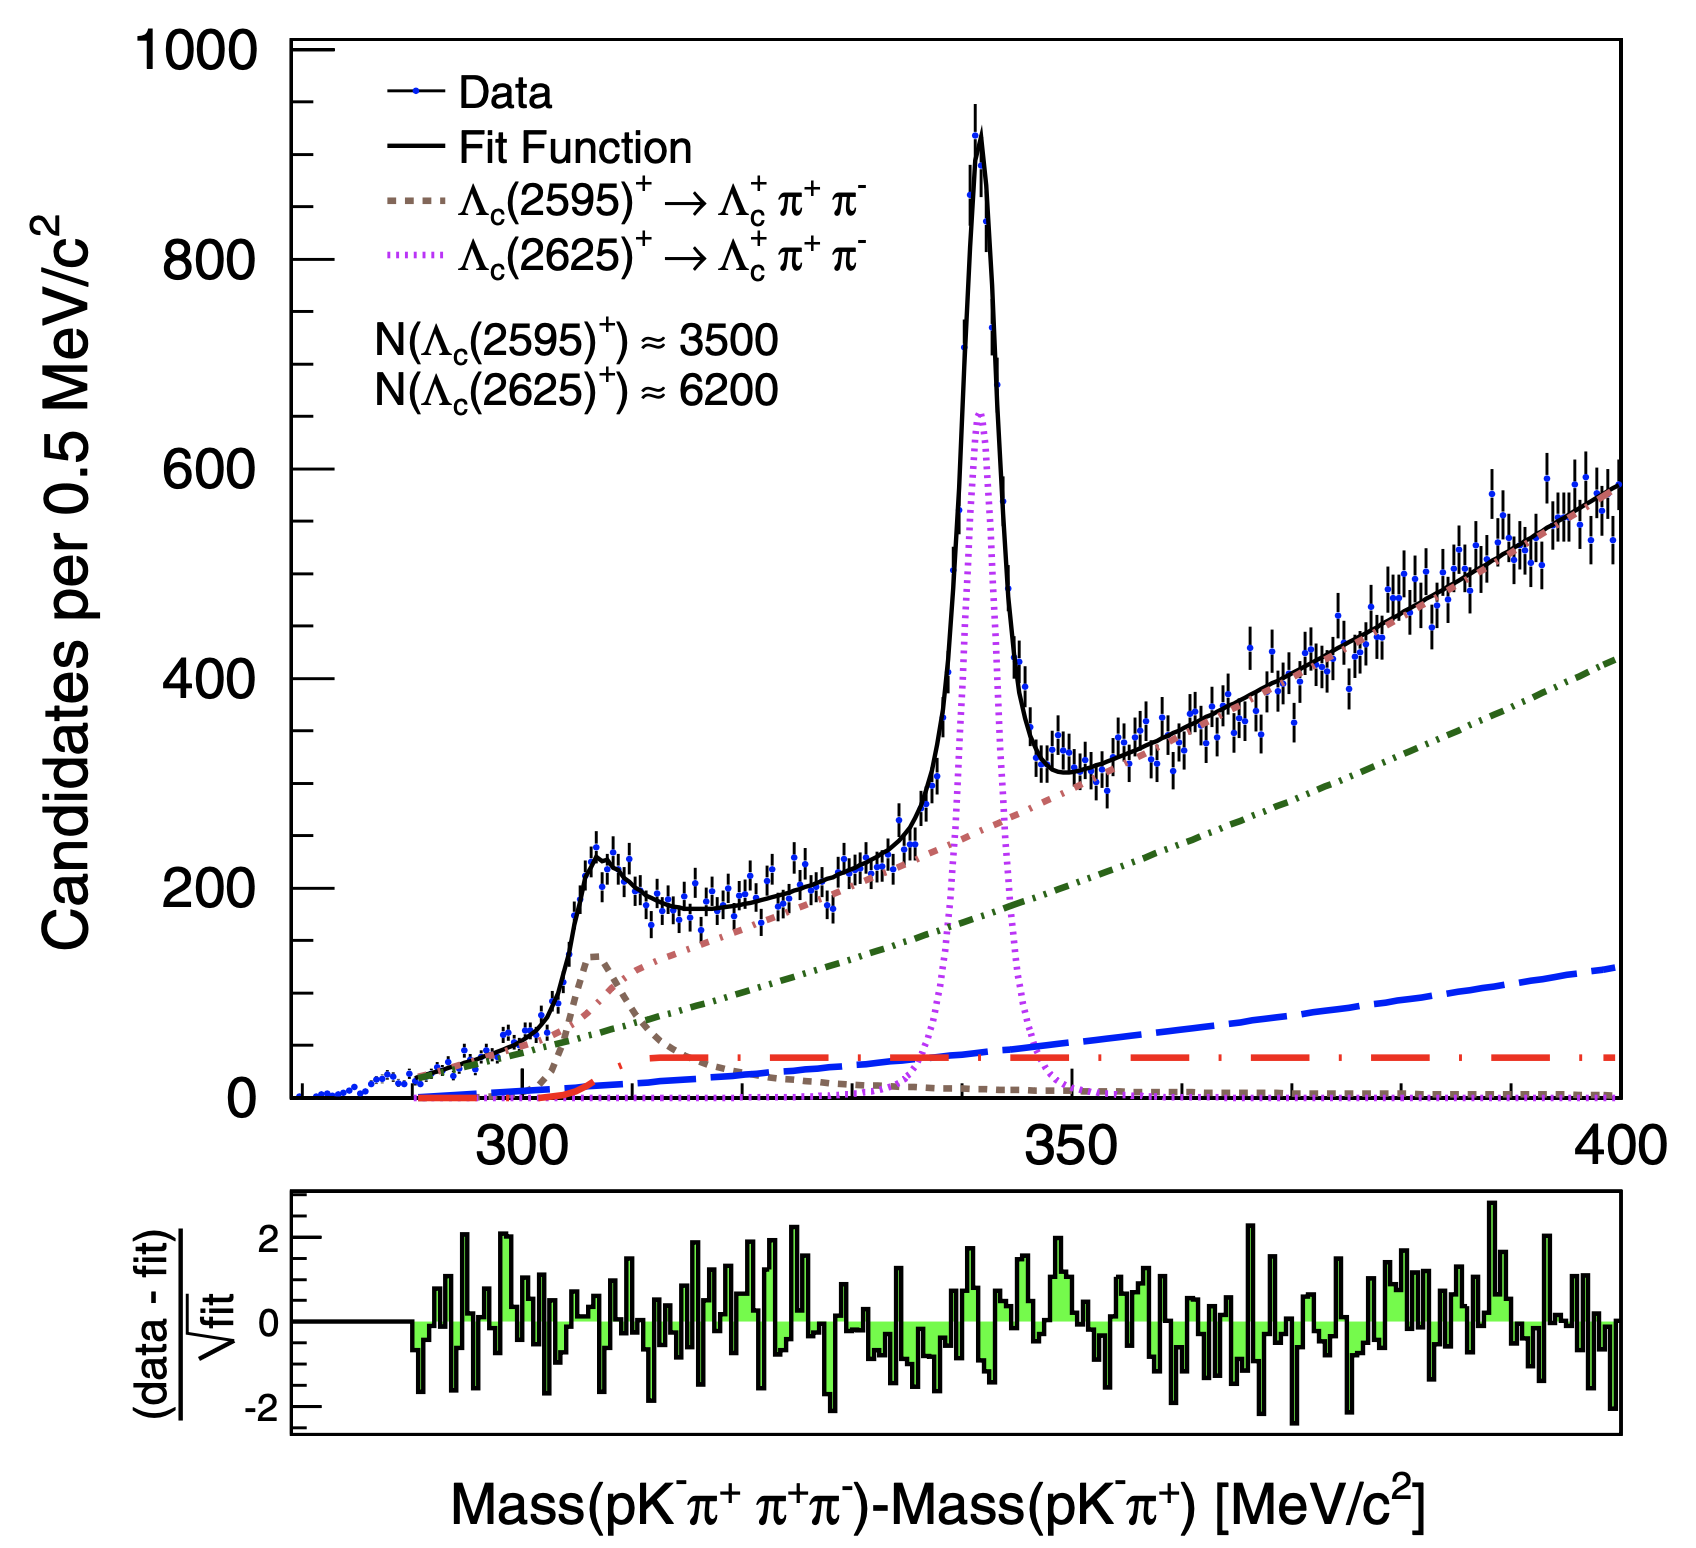 Candidates per 0.5 MeV/c²
1000
800
600
400
200
0
Data
Fit Function
Λc(2595)⁺ → Λc⁺ π⁺ π⁻
Λc(2625)⁺ → Λc⁺ π⁺ π⁻
N(Λc(2595)⁺) ≈ 3500
N(Λc(2625)⁺) ≈ 6200
300 350 400
(data - fit)
√fit
2
0
-2
Mass(pK⁻π⁺ π⁺π⁻)-Mass(pK⁻π⁺) [MeV/c²]